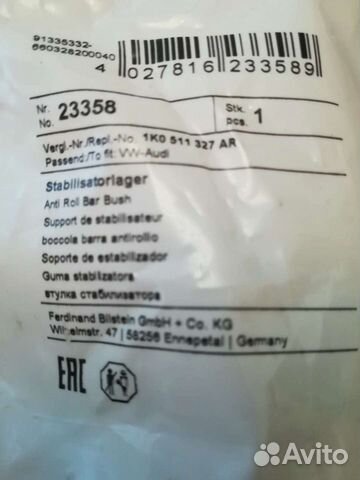 91335332-
660328200040
4 027816 233589
Nr. No. 23358
Stk. pcs. 1
Vergl.-Nr./Repl.-No. 1K0 511 327 AR
Passend./To fit: VW-Audi
Stabilisatorlager
Anti Roll Bar Bush
Support de stabilisateur
boccola barra antirollio
Soporte de estabilizador
Guma stabilizatora
втулка стабилизатора
Ferdinand Bilstein GmbH + Co. KG
Wilhelmstr. 47 | 58256 Ennepetal | Germany
EAC
Avito